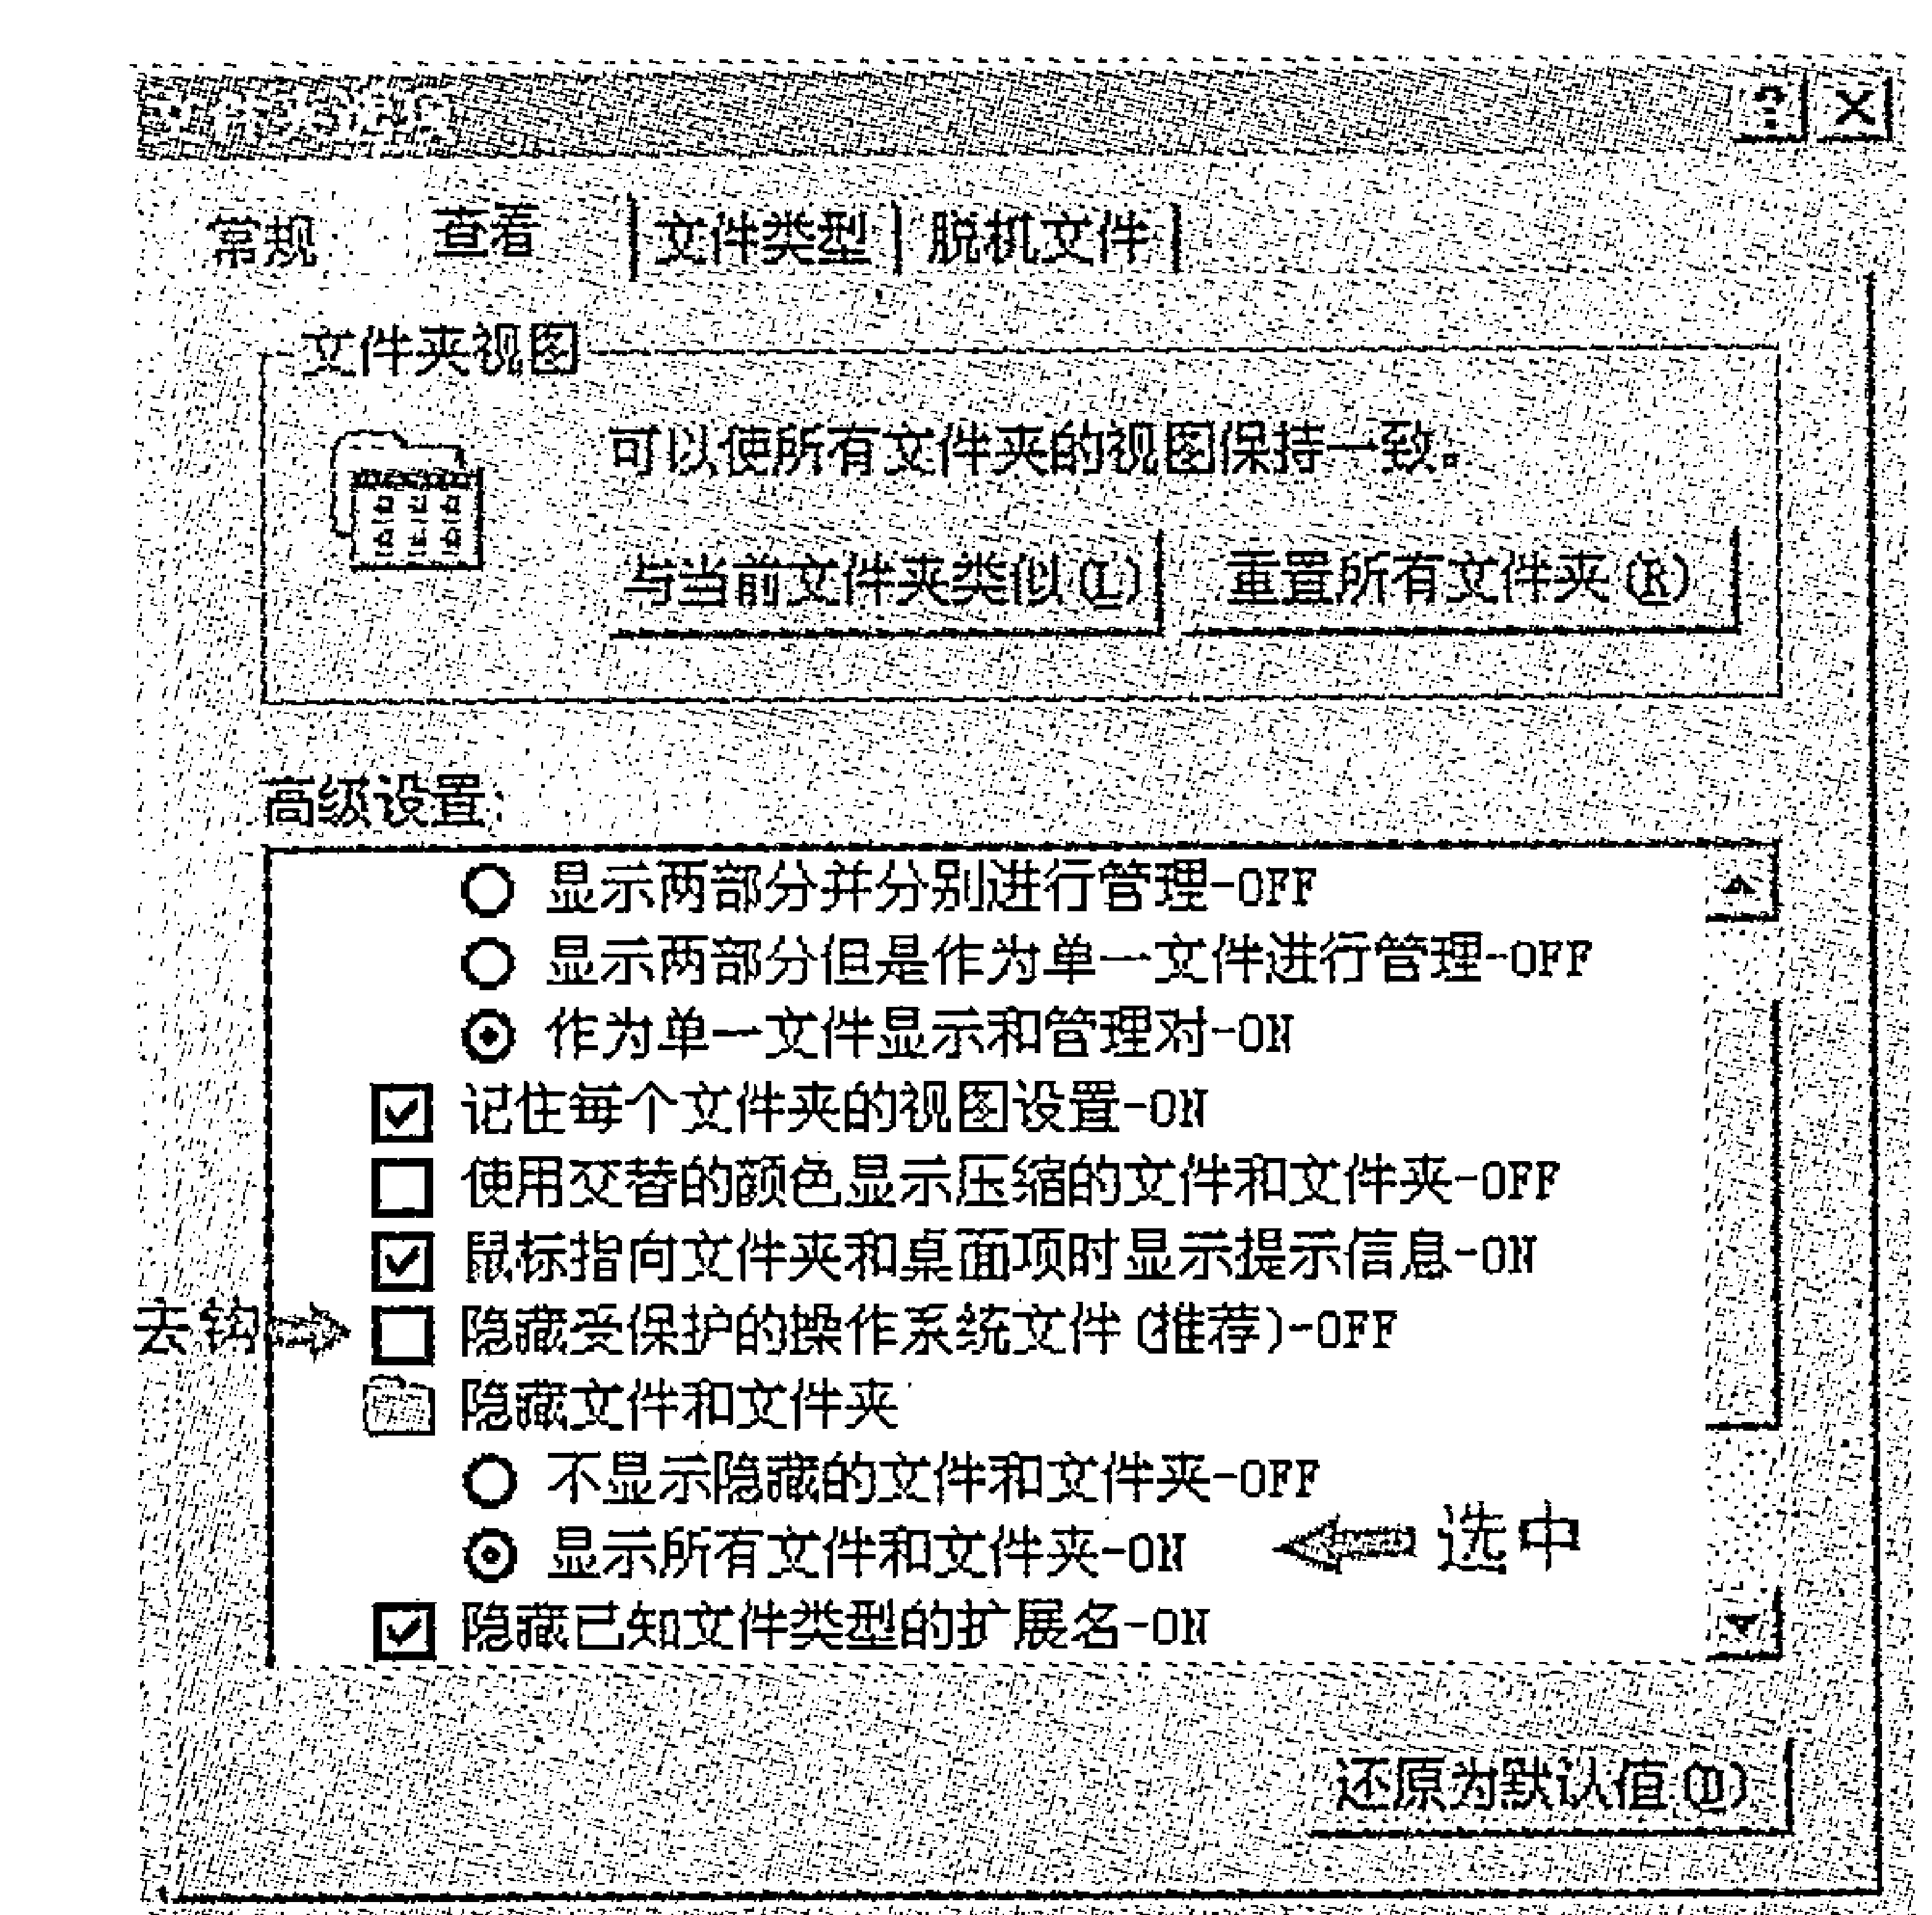 常规 查看 文件类型 脱机文件
文件夹视图
可以使所有文件夹的视图保持一致。
与当前文件夹类似(L) 重置所有文件夹(R)
高级设置:
显示两部分并分别进行管理-OFF
显示两部分但是作为单一文件进行管理-OFF
作为单一文件显示和管理对-ON
记住每个文件夹的视图设置-ON
使用交替的颜色显示压缩的文件和文件夹-OFF
鼠标指向文件夹和桌面项时显示提示信息-ON
去钩 隐藏受保护的操作系统文件(推荐)-OFF
隐藏文件和文件夹
不显示隐藏的文件和文件夹-OFF
显示所有文件和文件夹-ON 选中
隐藏已知文件类型的扩展名-ON
还原为默认值(D)